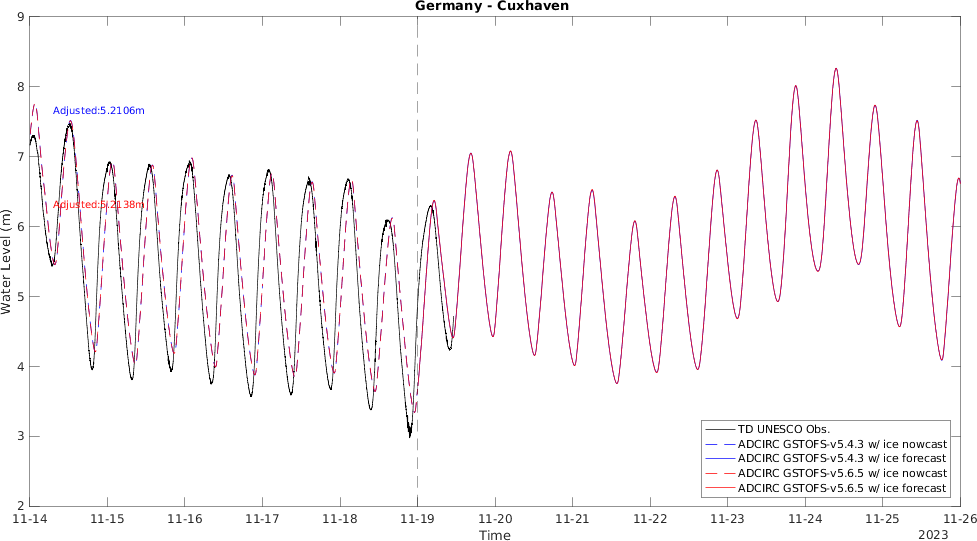 Germany - Cuxhaven
9
8
7
6
5
4
3
2
Water Level (m)
Adjusted:5.2106m
Adjusted:5.2138m
TD UNESCO Obs.
ADCIRC GSTOFS-v5.4.3 w/ ice nowcast
ADCIRC GSTOFS-v5.4.3 w/ ice forecast
ADCIRC GSTOFS-v5.6.5 w/ ice nowcast
ADCIRC GSTOFS-v5.6.5 w/ ice forecast
11-14 11-15 11-16 11-17 11-18 11-19 11-20 11-21 11-22 11-23 11-24 11-25 11-26
Time
2023